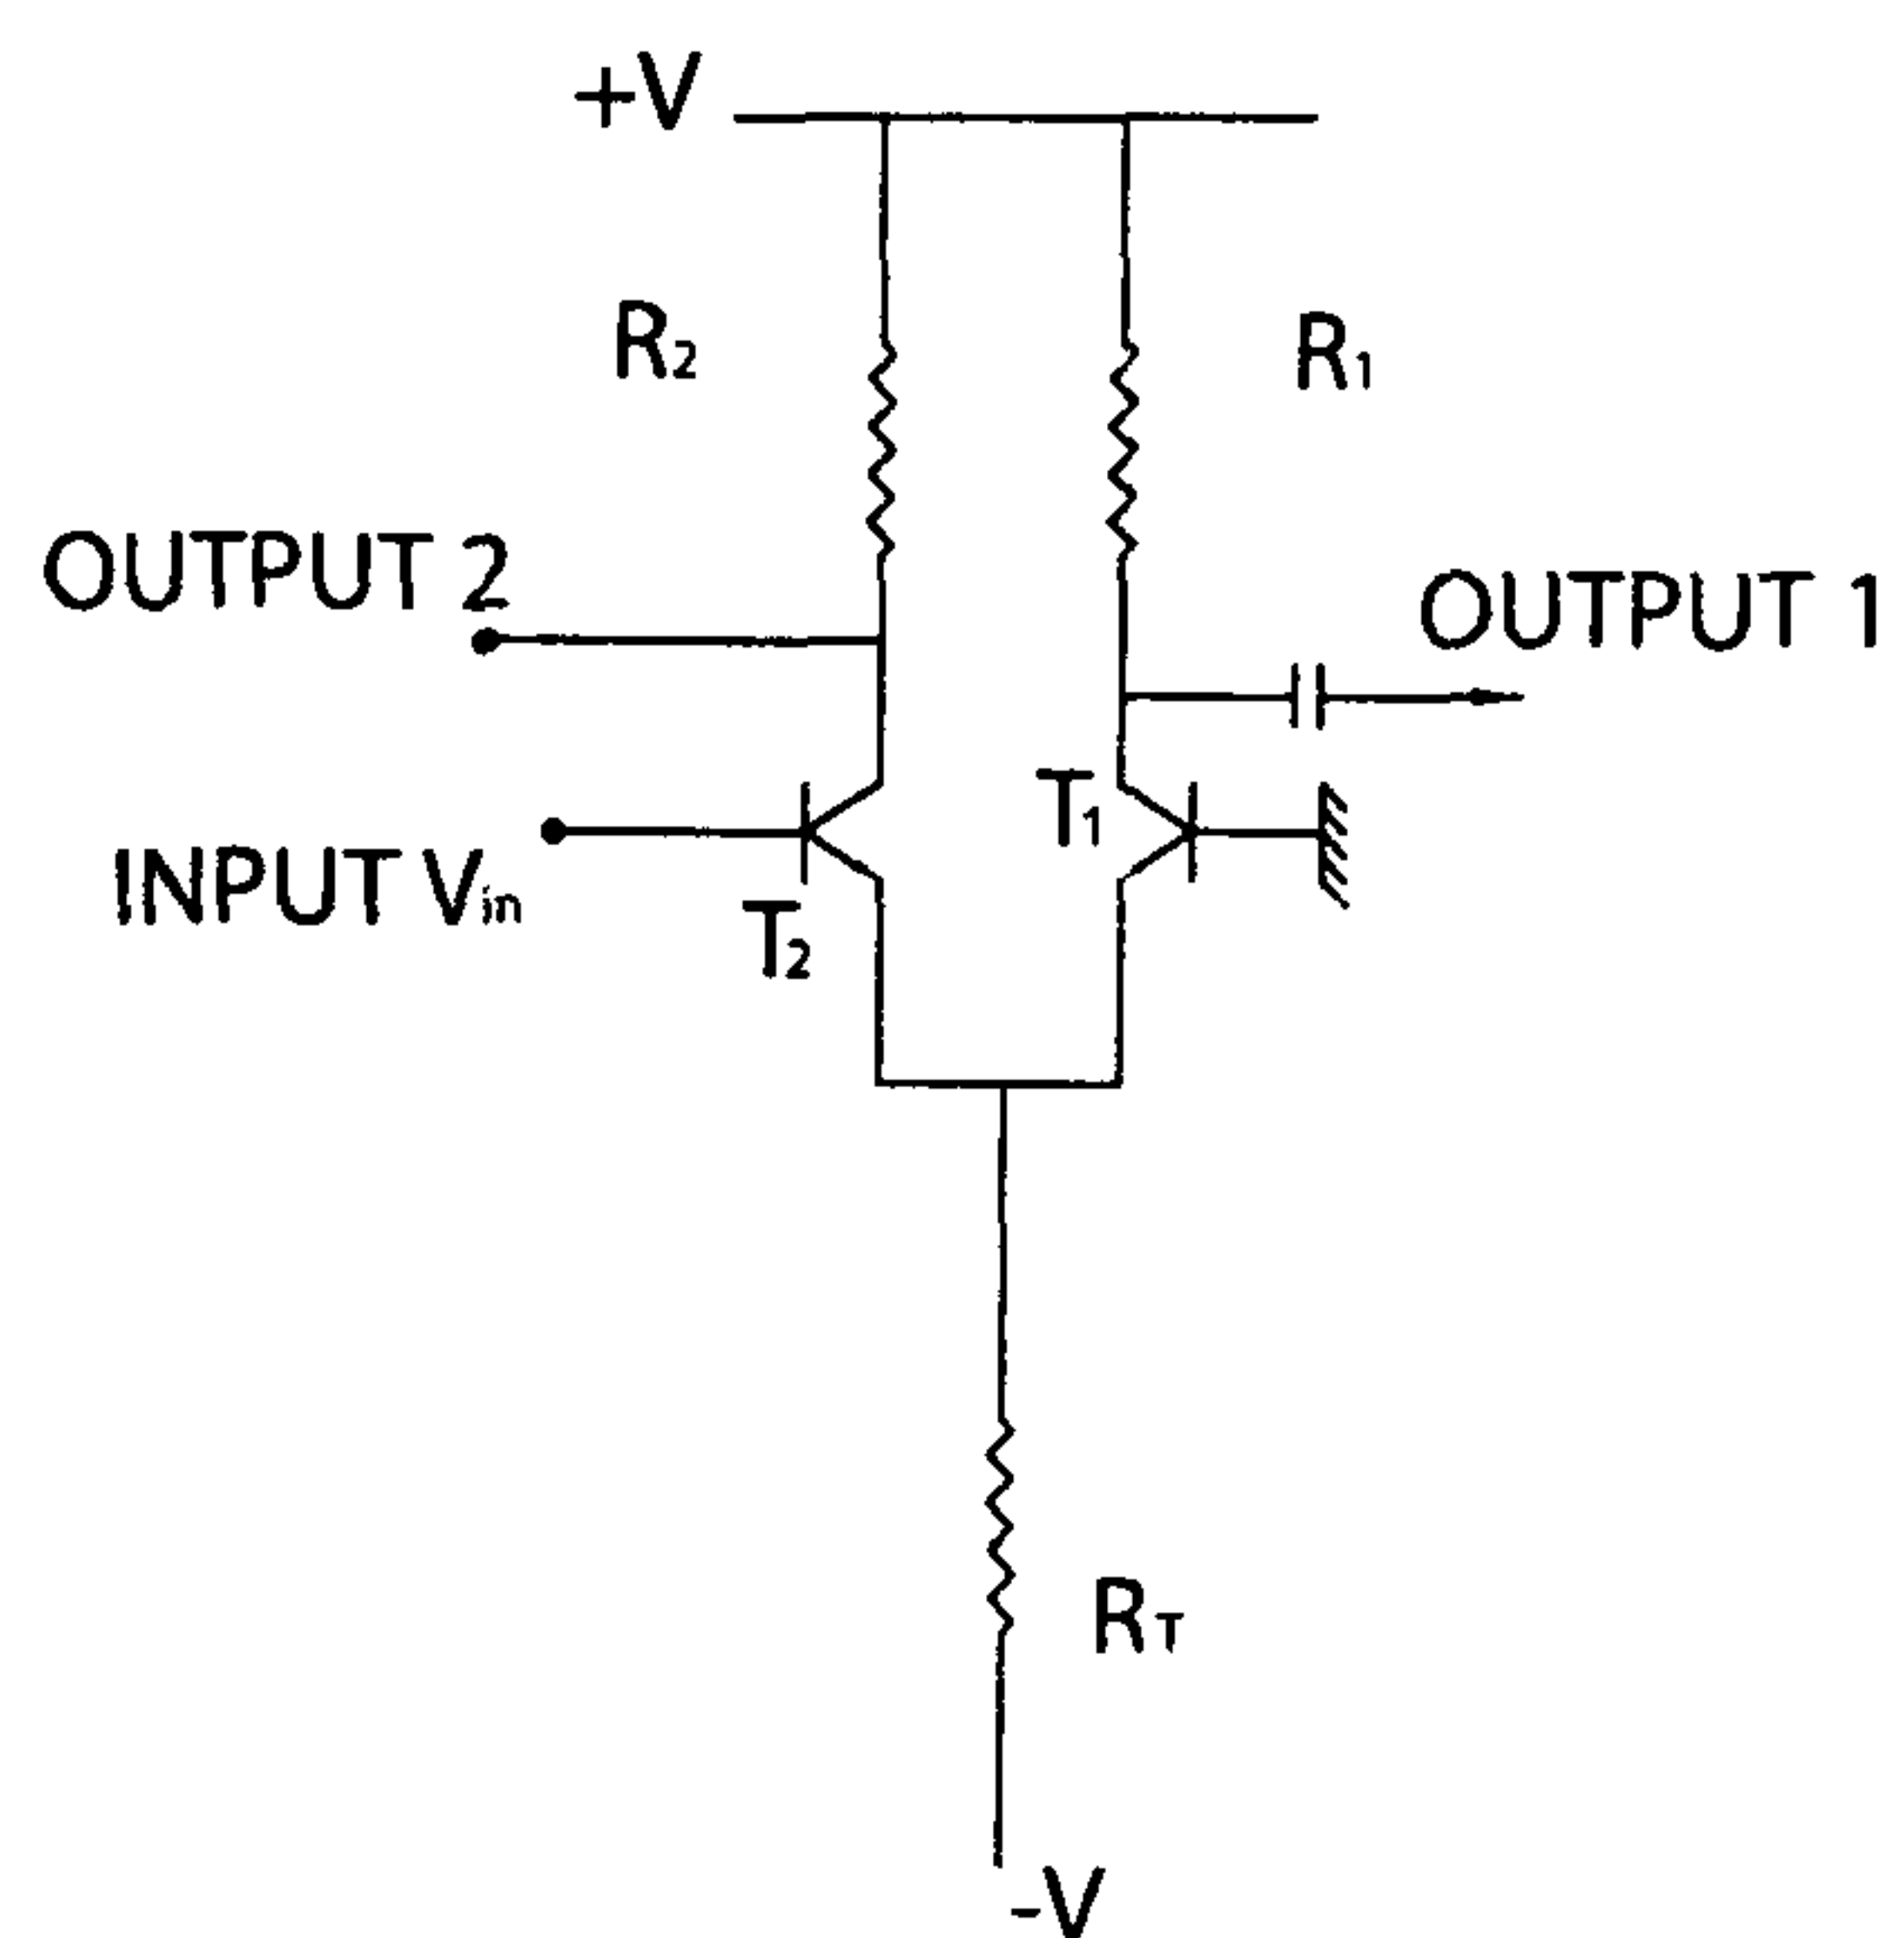 +V
R2
R1
OUTPUT 2
OUTPUT 1
T1
INPUT Vin
T2
RT
-V